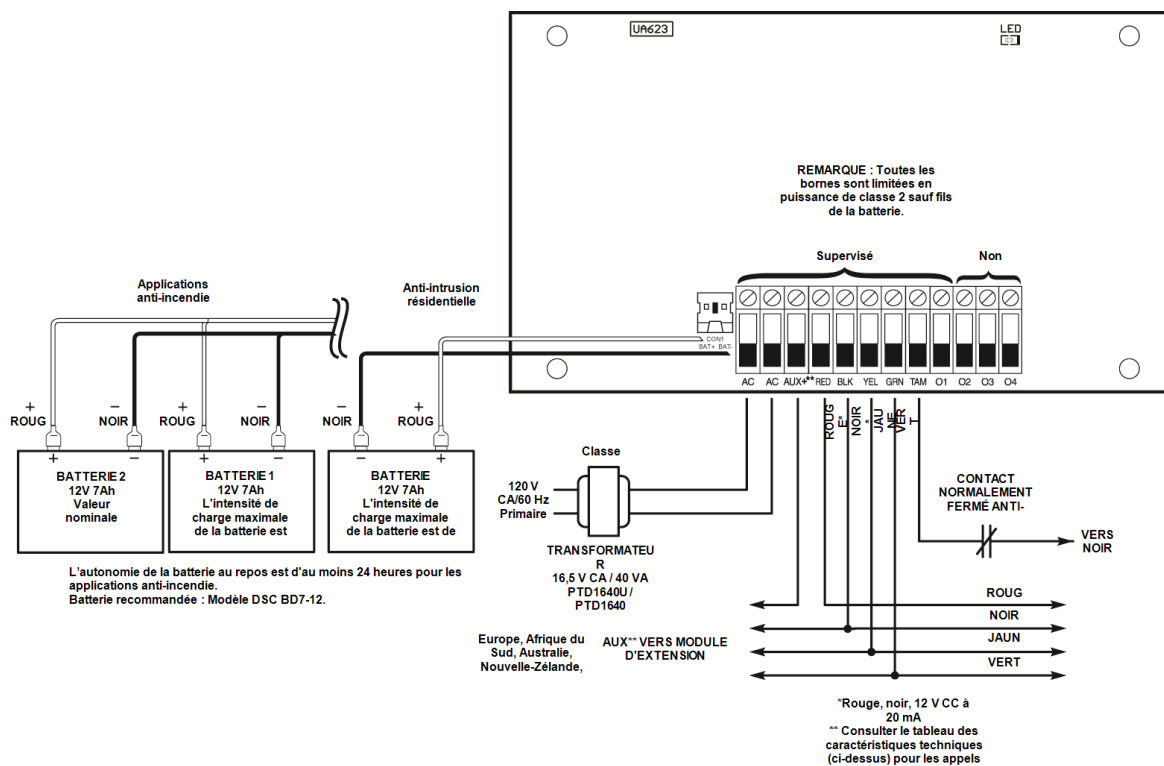 UA623
LED
REMARQUE : Toutes les
bornes sont limitées en
puissance de classe 2 sauf fils
de la batterie.
Supervisé
Non
Applications
anti-incendie
Anti-intrusion
résidentielle
CON1
BAT+ BAT-
AC AC AUX+** RED BLK YEL GRN TAM O1 O2 O3 O4
+ ROUG
− NOIR
+ ROUG
− NOIR
− NOIR
+ ROUG
ROUG
E*
NOIR
*
JAU
NE
VER
T
+ −
+ −
− +
BATTERIE 2
12V 7Ah
Valeur
nominale
BATTERIE 1
12V 7Ah
L'intensité de
charge maximale
de la batterie est
BATTERIE
12V 7Ah
L'intensité de
charge maximale
de la batterie est de
L'autonomie de la batterie au repos est d'au moins 24 heures pour les
applications anti-incendie.
Batterie recommandée : Modèle DSC BD7-12.
Classe
120 V
CA/60 Hz
Primaire
TRANSFORMATEU
R
16,5 V CA / 40 VA
PTD1640U /
PTD1640
CONTACT
NORMALEMENT
FERMÉ ANTI-
VERS
NOIR
ROUG
NOIR
JAUN
VERT
Europe, Afrique du
Sud, Australie,
Nouvelle-Zélande,
AUX** VERS MODULE
D'EXTENSION
*Rouge, noir, 12 V CC à
20 mA
** Consulter le tableau des
caractéristiques techniques
(ci-dessus) pour les appels